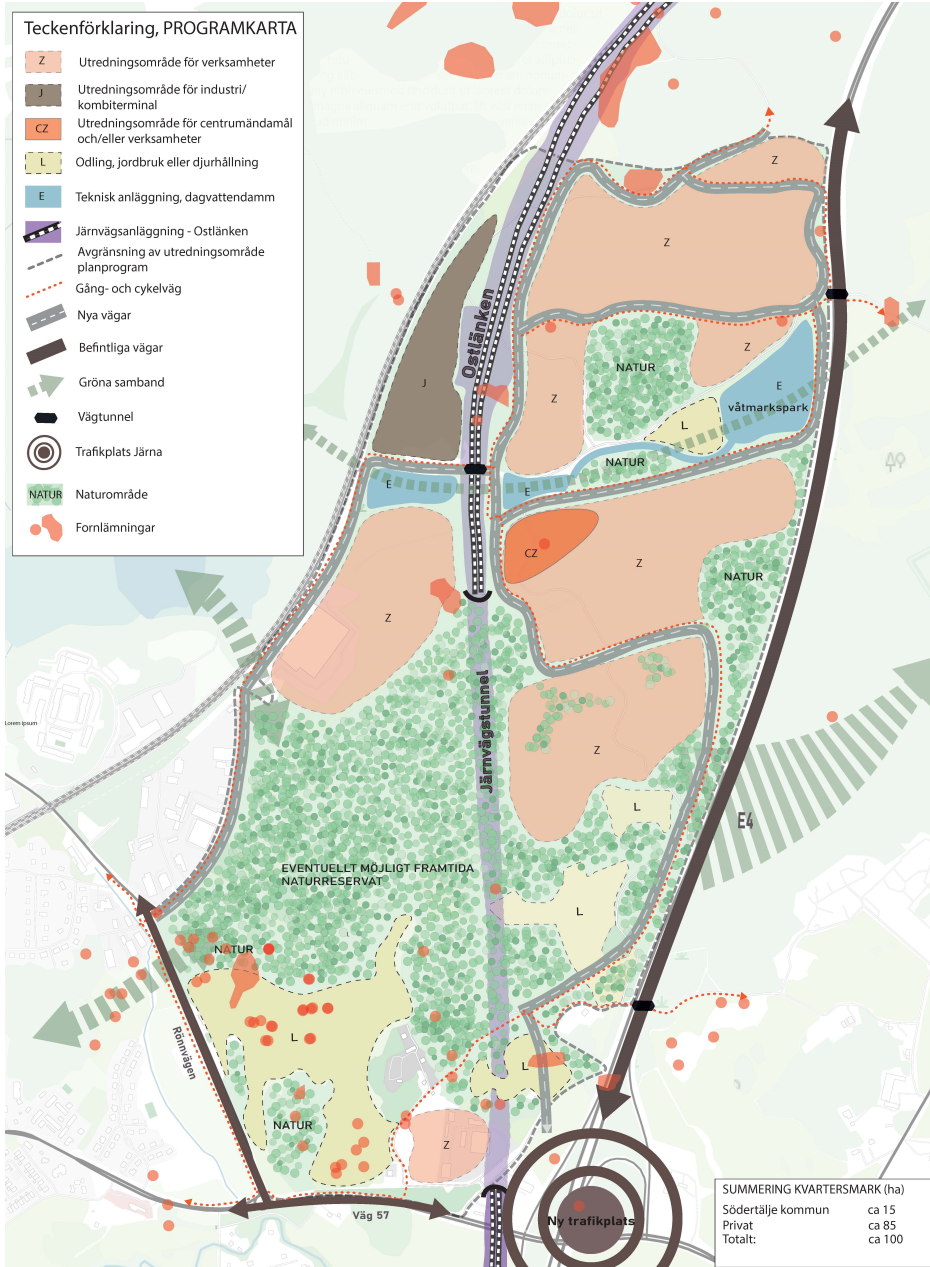 Teckenförklaring, PROGRAMKARTA
Z Utredningsområde för verksamheter
J Utredningsområde för industri/
kombiterminal
CZ Utredningsområde för centrumändamål
och/eller verksamheter
L Odling, jordbruk eller djurhållning
E Teknisk anläggning, dagvattendamm
Järnvägsanläggning - Ostlänken
Avgränsning av utredningsområde
planprogram
Gång- och cykelväg
Nya vägar
Befintliga vägar
Gröna samband
Vägtunnel
Trafikplats Järna
NATUR Naturområde
Fornlämningar
Z
Z
Ostlänken
Z
NATUR
J
E
Z
våtmarkspark
L
NATUR
E
E
CZ
Z
NATUR
Z
Järnvägstunnel
Lorem ipsum
Z
L
E4
EVENTUELLT MÖJLIGT FRAMTIDA
NATURRESERVAT
L
NATUR
L
Rönnvägen
L
NATUR
Z
Väg 57
Ny trafikplats
SUMMERING KVARTERSMARK (ha)
Södertälje kommun ca 15
Privat ca 85
Totalt: ca 100